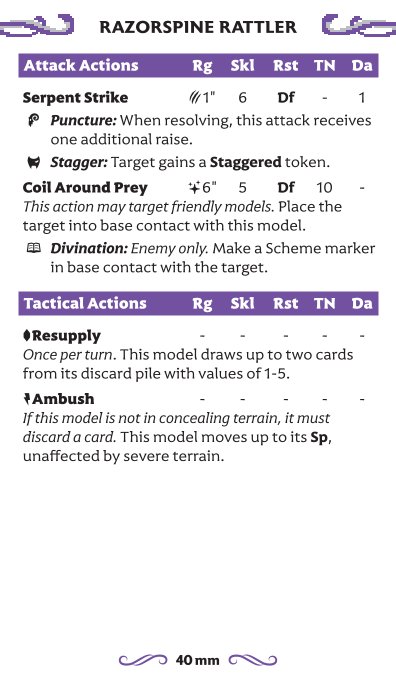 RAZORSPINE RATTLER
Attack Actions Rg Skl Rst TN Da
Serpent Strike 1" 6 Df - 1
Puncture: When resolving, this attack receives
one additional raise.
Stagger: Target gains a Staggered token.
Coil Around Prey 6" 5 Df 10 -
This action may target friendly models. Place the
target into base contact with this model.
Divination: Enemy only. Make a Scheme marker
in base contact with the target.
Tactical Actions Rg Skl Rst TN Da
Resupply - - - - -
Once per turn. This model draws up to two cards
from its discard pile with values of 1-5.
Ambush - - - - -
If this model is not in concealing terrain, it must
discard a card. This model moves up to its Sp,
unaffected by severe terrain.
40 mm